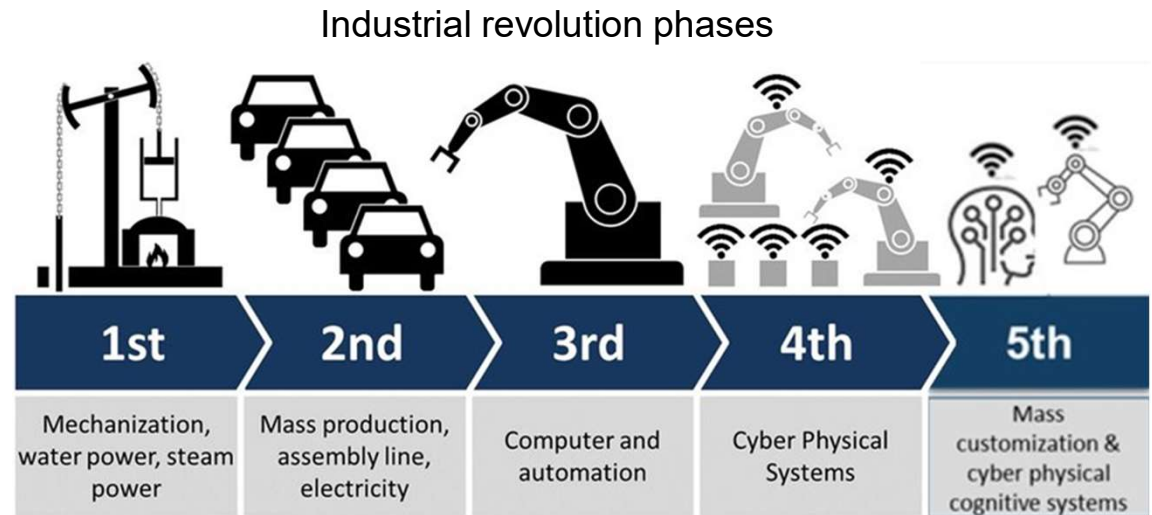 Industrial revolution phases
1st
2nd
3rd
4th
5th
Mechanization,
water power, steam
power
Mass production,
assembly line,
electricity
Computer and
automation
Cyber Physical
Systems
Mass
customization &
cyber physical
cognitive systems